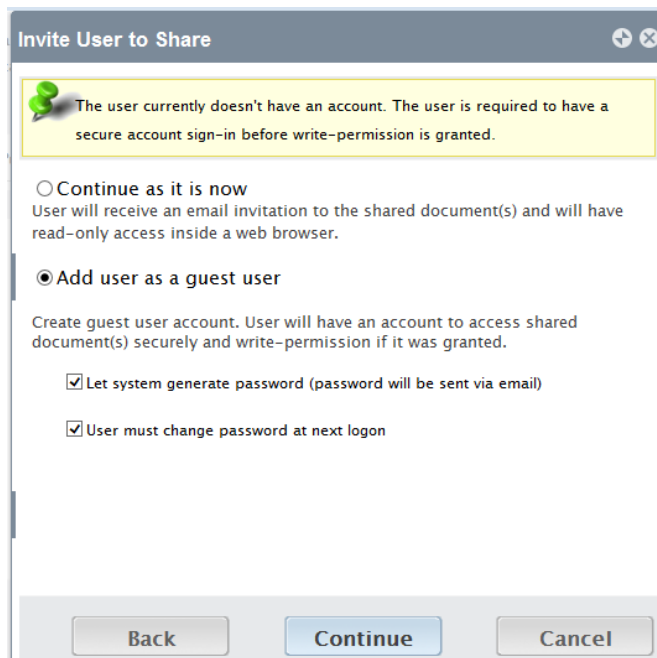 Invite User to Share
The user currently doesn't have an account. The user is required to have a
secure account sign-in before write-permission is granted.
Continue as it is now
User will receive an email invitation to the shared document(s) and will have
read-only access inside a web browser.
Add user as a guest user
Create guest user account. User will have an account to access shared
document(s) securely and write-permission if it was granted.
Let system generate password (password will be sent via email)
User must change password at next logon
Back Continue Cancel